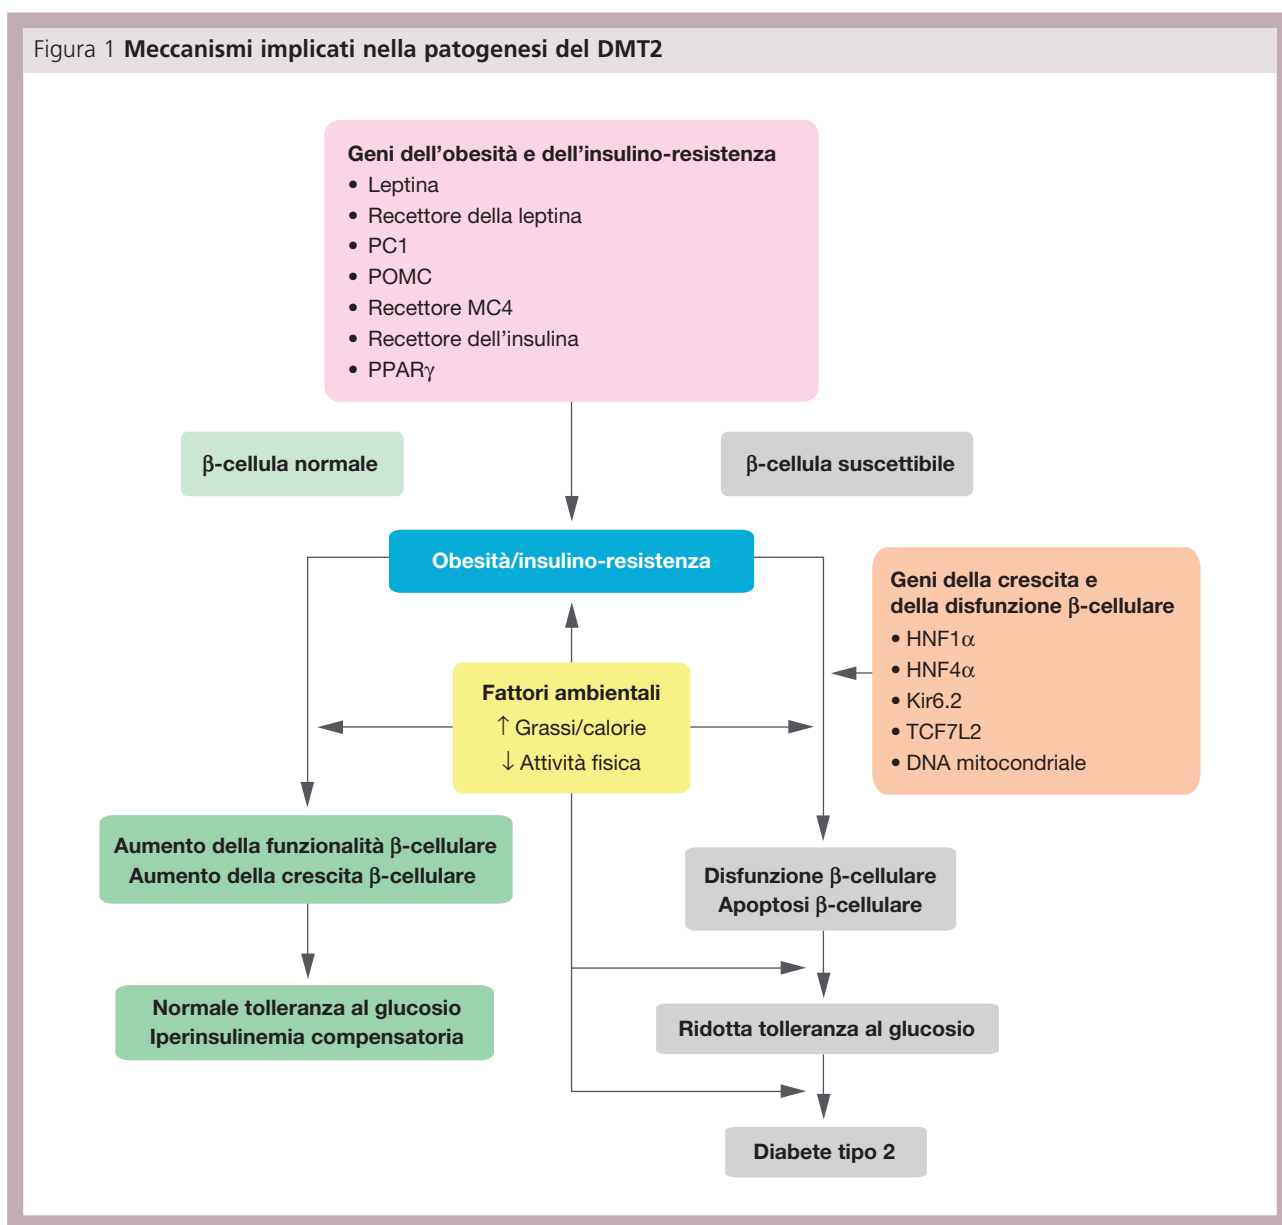 Figura 1 Meccanismi implicati nella patogenesi del DMT2
Geni dell’obesità e dell’insulino-resistenza
• Leptina
• Recettore della leptina
• PC1
• POMC
• Recettore MC4
• Recettore dell’insulina
• PPARγ
β-cellula normale
β-cellula suscettibile
Obesità/insulino-resistenza
Geni della crescita e
della disfunzione β-cellulare
• HNF1α
• HNF4α
• Kir6.2
• TCF7L2
• DNA mitocondriale
Fattori ambientali
↑ Grassi/calorie
↓ Attività fisica
Aumento della funzionalità β-cellulare
Aumento della crescita β-cellulare
Disfunzione β-cellulare
Apoptosi β-cellulare
Normale tolleranza al glucosio
Iperinsulinemia compensatoria
Ridotta tolleranza al glucosio
Diabete tipo 2